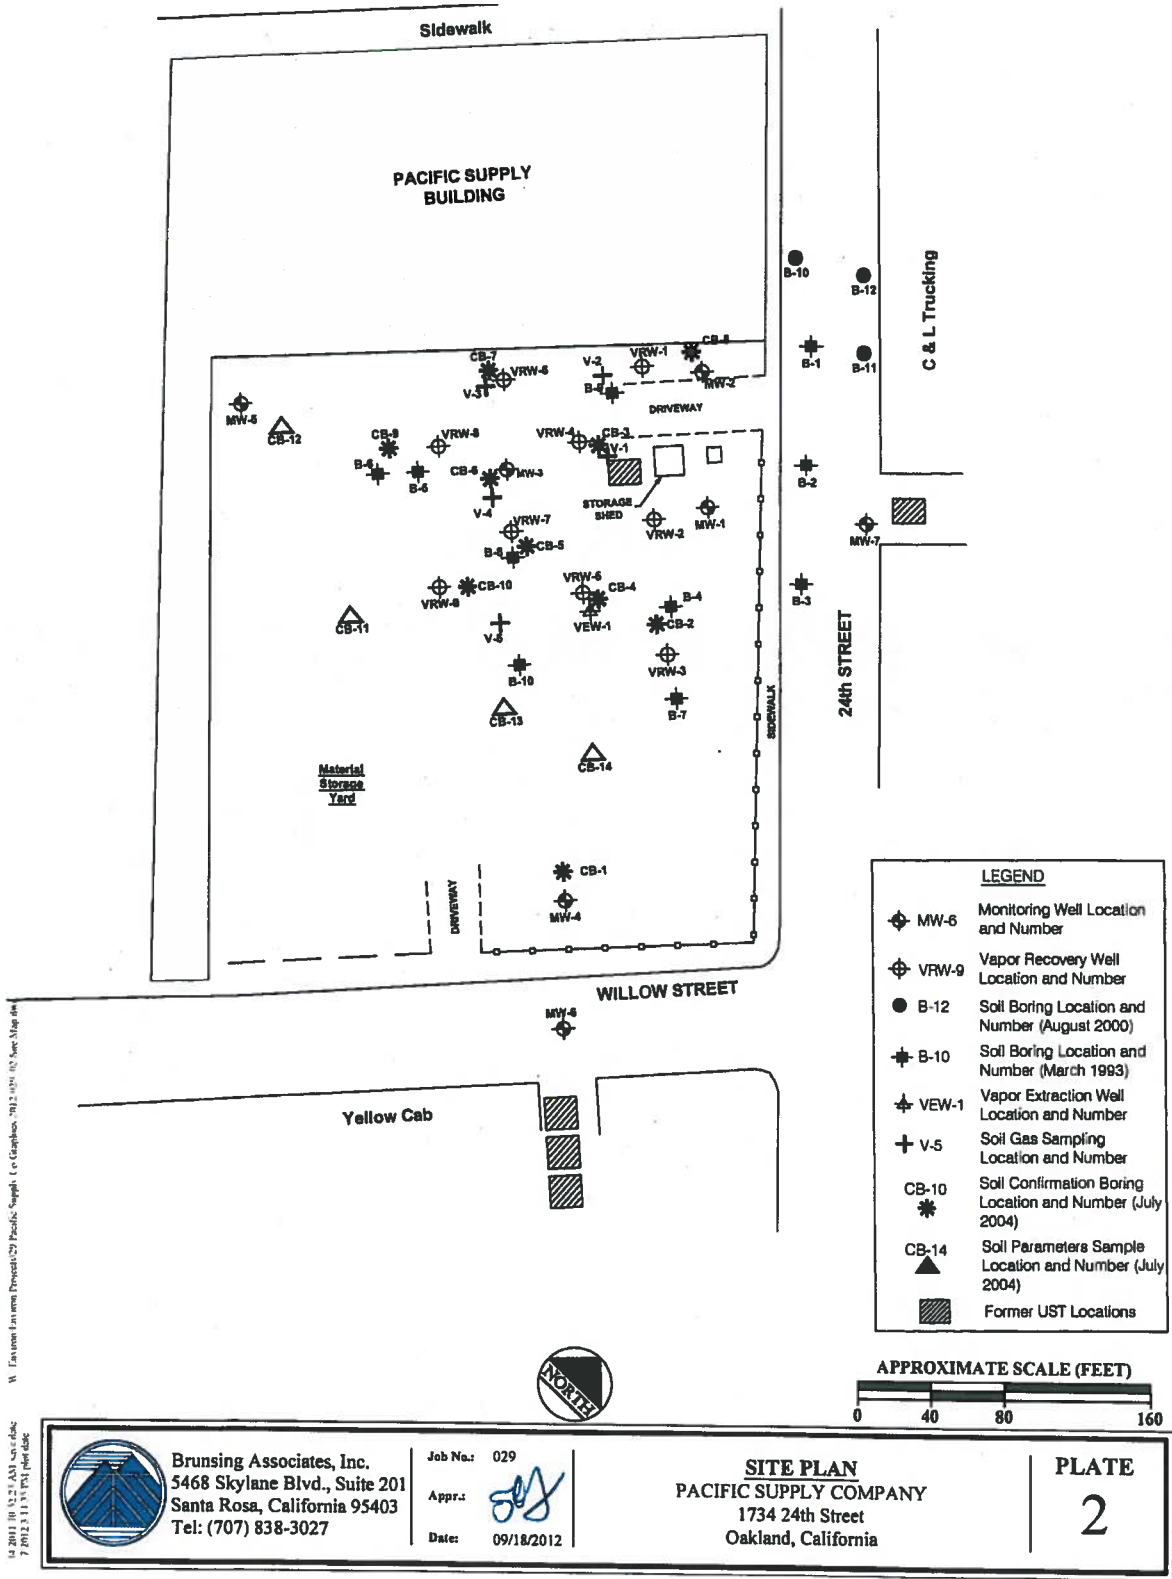 Sidewalk
PACIFIC SUPPLY
BUILDING
B-10
B-12
C & L Trucking
B-1
B-11
CB-7
VRW-6
V-3
V-2
VRW-1
CB-8
MW-2
B-9
DRIVEWAY
MW-5
CB-12
CB-9
VRW-8
VRW-4
CB-3
V-1
B-6
B-5
CB-6
MW-3
V-4
STORAGE
SHED
VRW-2
MW-1
B-2
MW-7
VRW-7
CB-5
B-8
CB-10
VRW-9
VRW-5
CB-4
VEW-1
B-4
CB-2
B-3
CB-11
V-5
VRW-3
B-10
B-7
CB-13
24th STREET
SIDEWALK
CB-14
Material
Storage
Yard
CB-1
MW-4
DRIVEWAY
WILLOW STREET
MW-6
Yellow Cab
LEGEND
MW-6 Monitoring Well Location
and Number
VRW-9 Vapor Recovery Well
Location and Number
B-12 Soil Boring Location and
Number (August 2000)
B-10 Soil Boring Location and
Number (March 1993)
VEW-1 Vapor Extraction Well
Location and Number
V-5 Soil Gas Sampling
Location and Number
CB-10 Soil Confirmation Boring
Location and Number (July
2004)
CB-14 Soil Parameters Sample
Location and Number (July
2004)
Former UST Locations
NORTH
APPROXIMATE SCALE (FEET)
0 40 80 160
Brunsing Associates, Inc.
5468 Skylane Blvd., Suite 201
Santa Rosa, California 95403
Tel: (707) 838-3027
Job No.: 029
Appr.:
Date: 09/18/2012
SITE PLAN
PACIFIC SUPPLY COMPANY
1734 24th Street
Oakland, California
PLATE
2